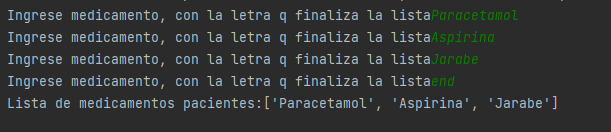 Ingrese medicamento, con la letra q finaliza la listaParacetamol
Ingrese medicamento, con la letra q finaliza la listaAspirina
Ingrese medicamento, con la letra q finaliza la listaJarabe
Ingrese medicamento, con la letra q finaliza la listaend
Lista de medicamentos pacientes:['Paracetamol', 'Aspirina', 'Jarabe']